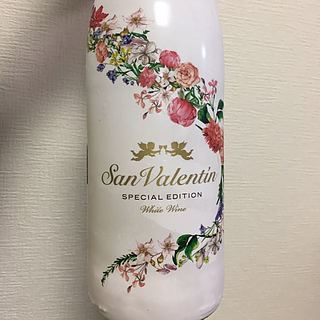 San Valentin
SPECIAL EDITION
White Wine